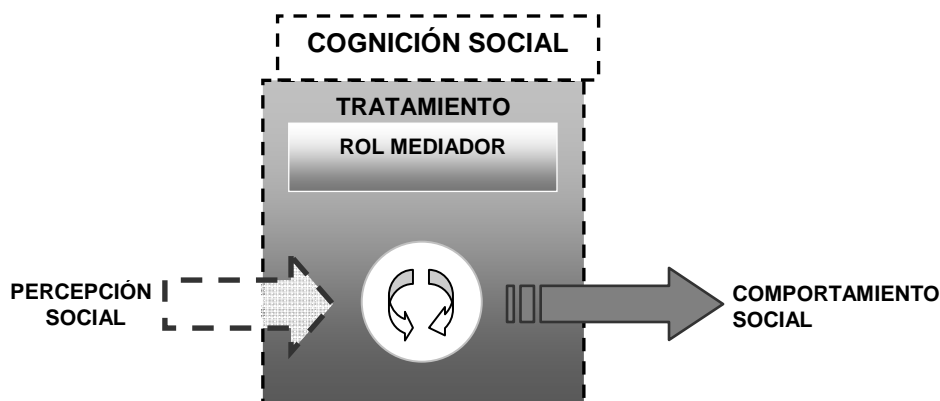 COGNICIÓN SOCIAL
TRATAMIENTO
ROL MEDIADOR
PERCEPCIÓN
SOCIAL
COMPORTAMIENTO
SOCIAL